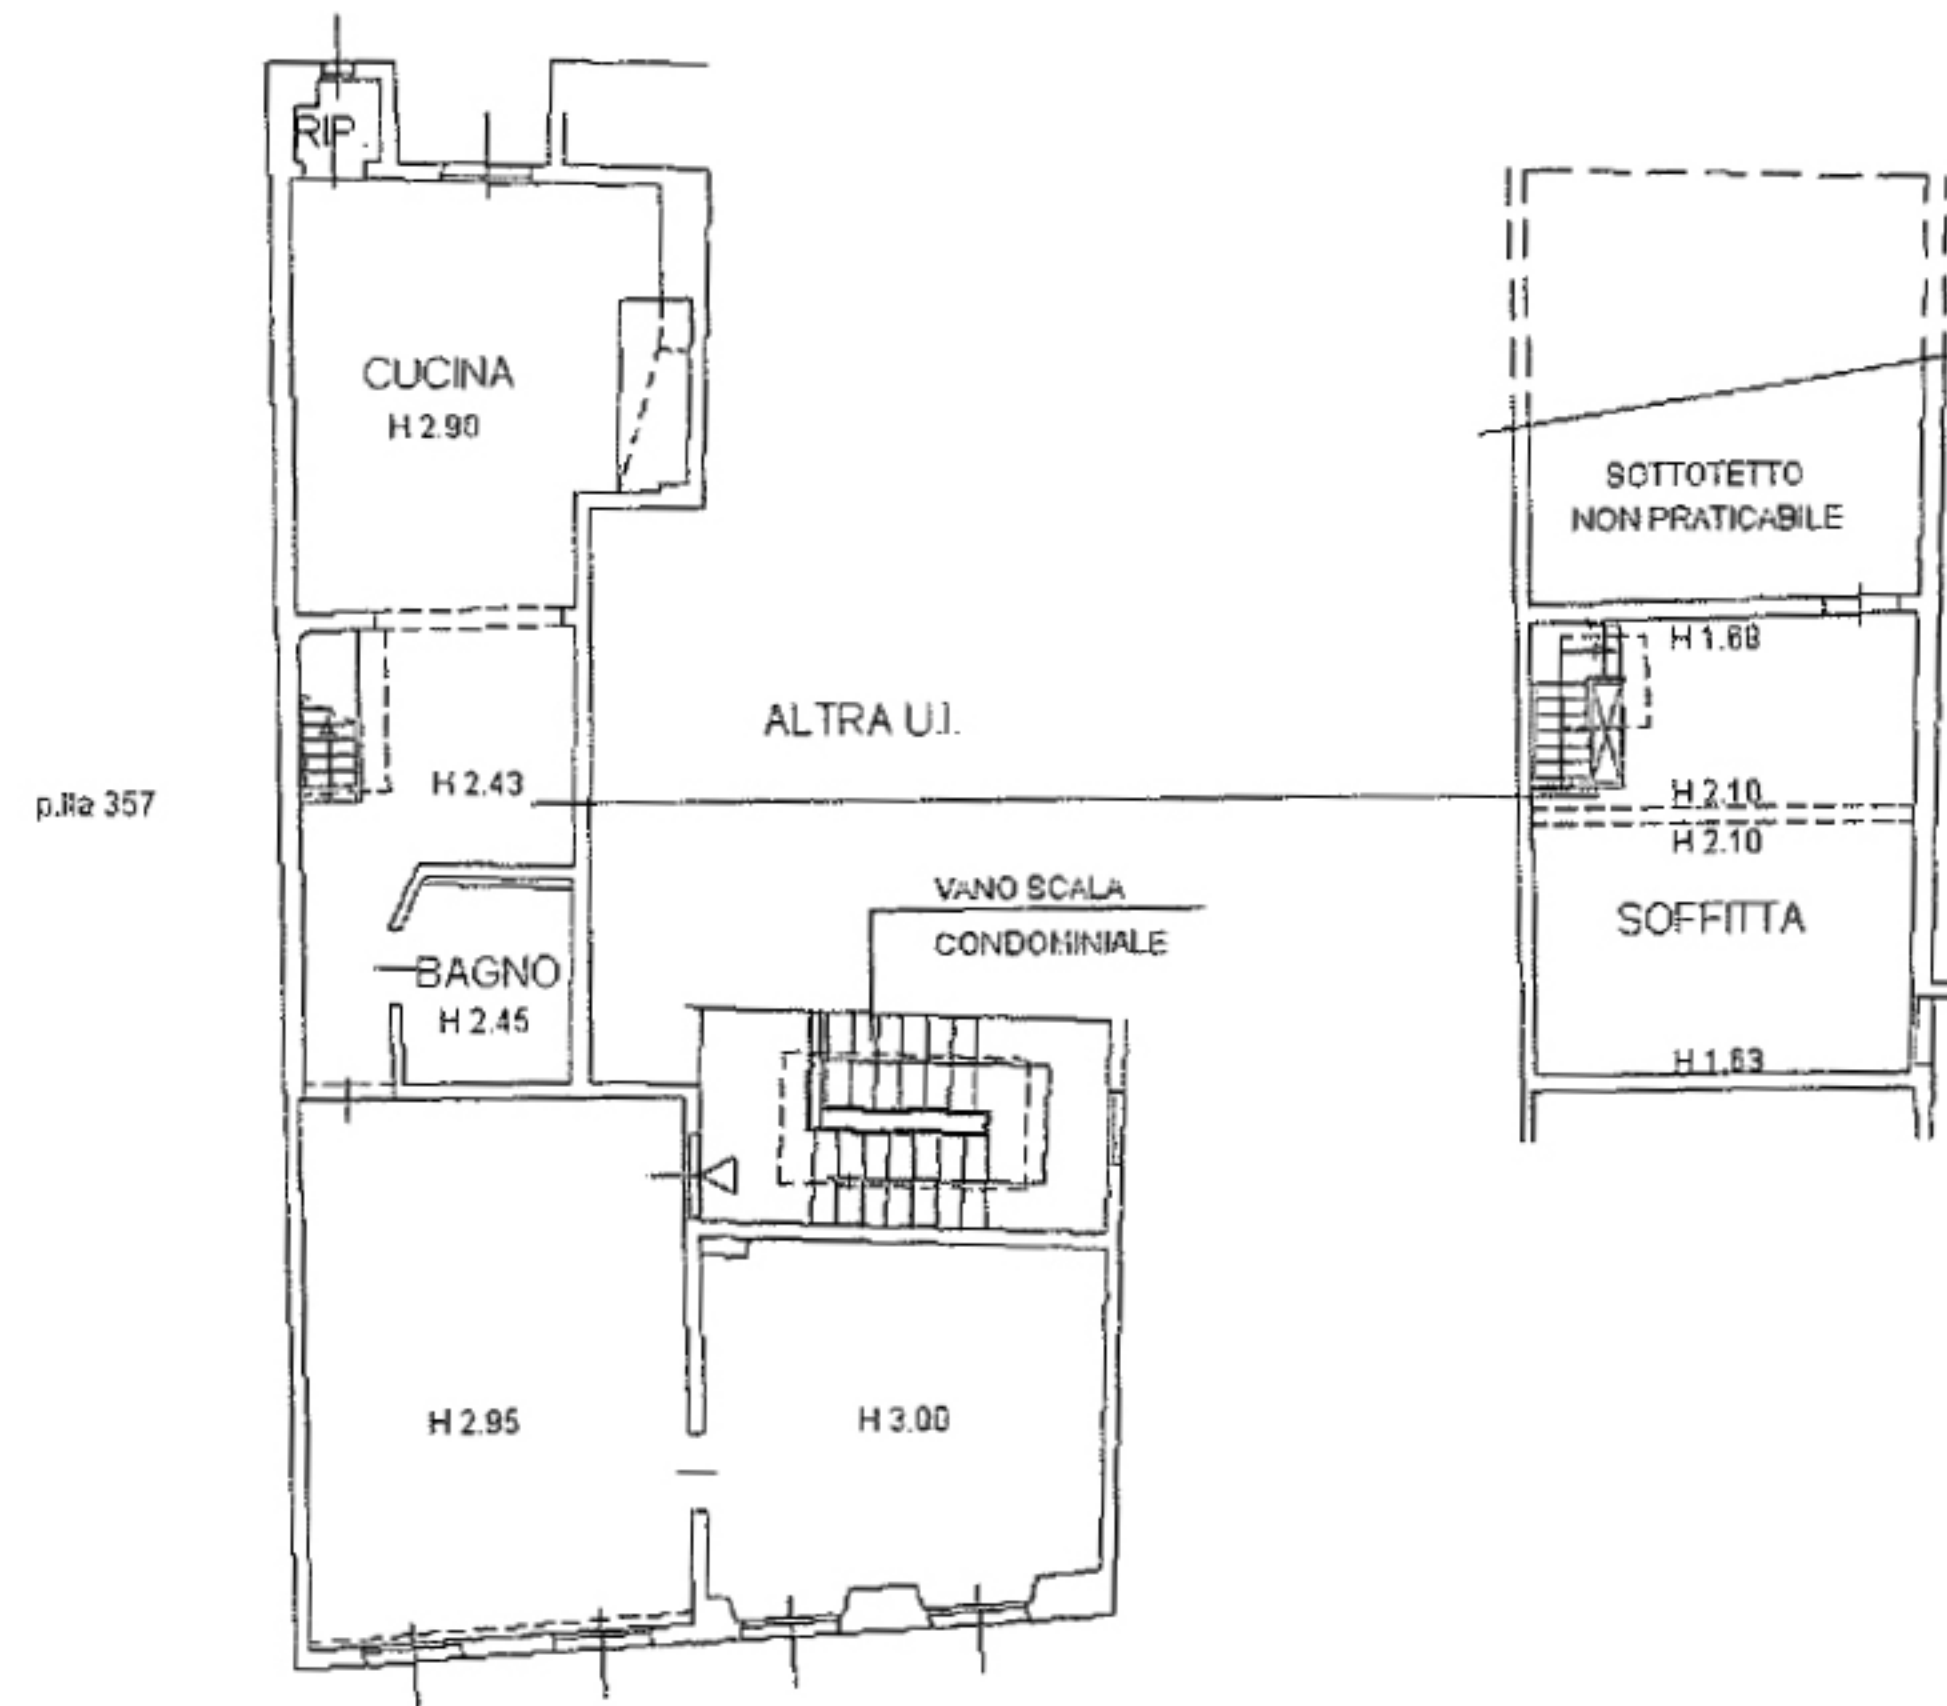 RIP.
CUCINA
H 2.90
SOTTOTETTO
NON PRATICABILE
H 1.68
ALTRA U.I.
H 2.43
p.lla 357
H 2.10
H 2.10
VANO SCALA
CONDOMINIALE
SOFFITTA
BAGNO
H 2.45
H 1.63
H 2.95
H 3.00